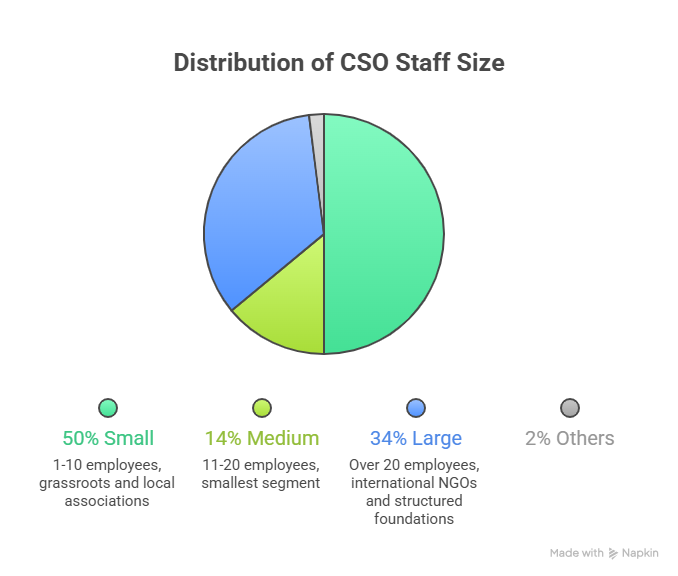 Distribution of CSO Staff Size
50% Small
1-10 employees,
grassroots and local
associations
14% Medium
11-20 employees,
smallest segment
34% Large
Over 20 employees,
international NGOs
and structured
foundations
2% Others
Made with Napkin